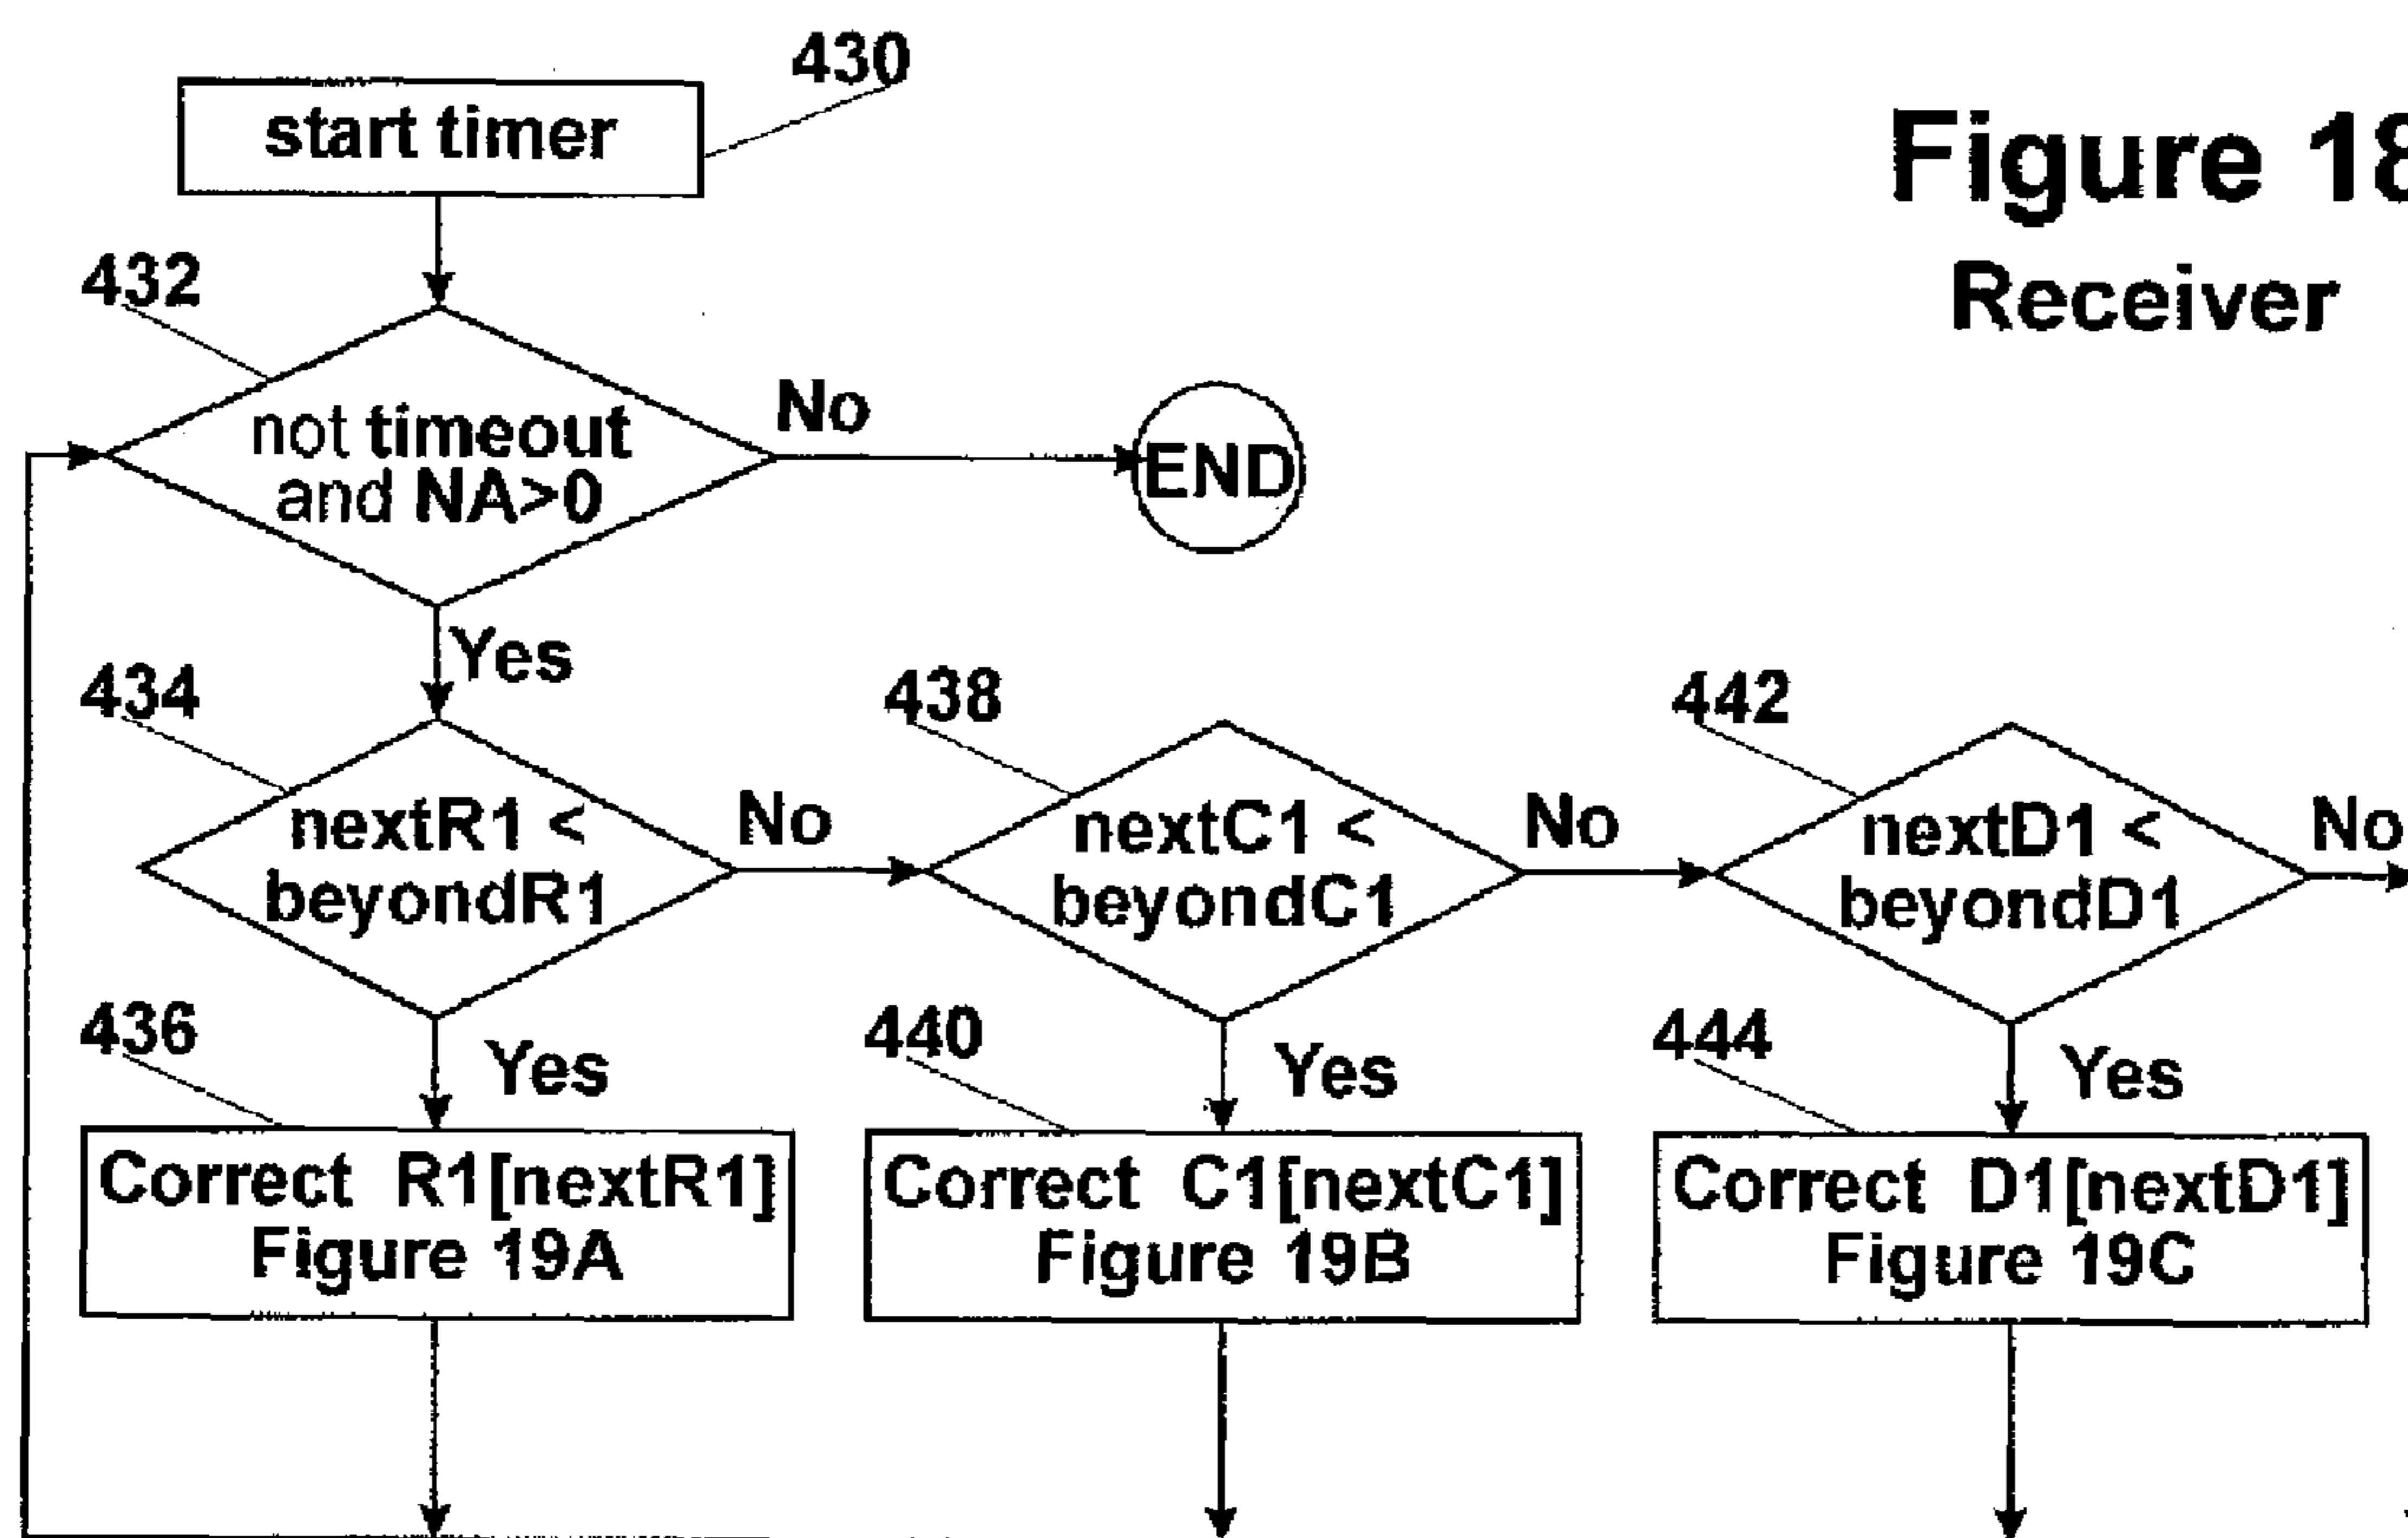 430
start timer
Figure 18
Receiver
432
not timeout
and NA>0
No
END
Yes
434
nextR1 <
beyondR1
No
438
nextC1 <
beyondC1
No
442
nextD1 <
beyondD1
No
436
Yes
Correct R1[nextR1]
Figure 19A
440
Yes
Correct C1[nextC1]
Figure 19B
444
Yes
Correct D1[nextD1]
Figure 19C